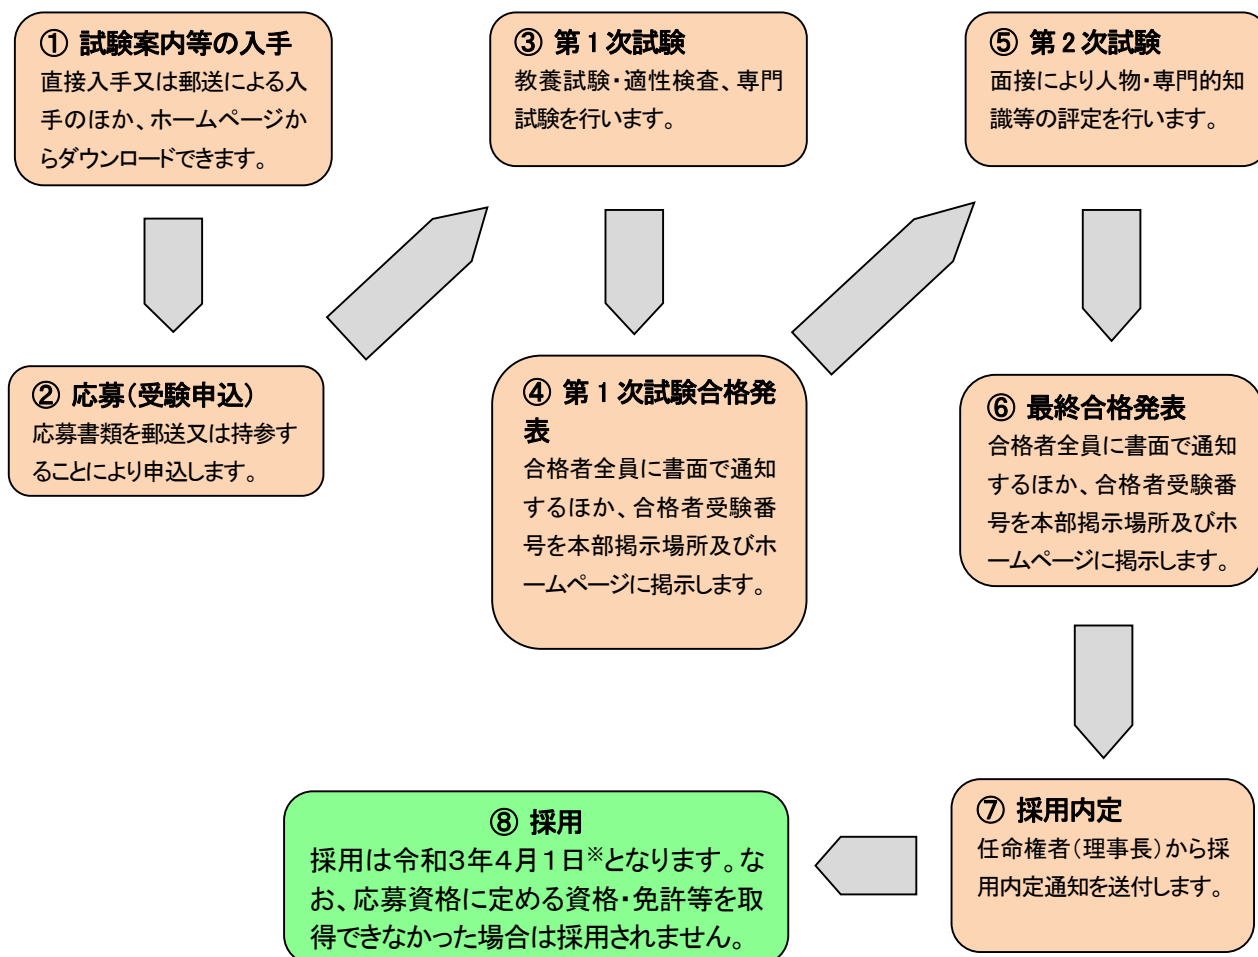 ① 試験案内等の入手
直接入手又は郵送による入
手のほか、ホームページか
らダウンロードできます。
② 応募(受験申込)
応募書類を郵送又は持参す
ることにより申込します。
③ 第1次試験
教養試験・適性検査、専門
試験を行います。
④ 第1次試験合格発
表
合格者全員に書面で通知
するほか、合格者受験番
号を本部掲示場所及びホ
ームページに掲示します。
⑤ 第2次試験
面接により人物・専門的知
識等の評定を行います。
⑥ 最終合格発表
合格者全員に書面で通知
するほか、合格者受験番
号を本部掲示場所及びホ
ームページに掲示します。
⑦ 採用内定
任命権者(理事長)から採
用内定通知を送付します。
⑧ 採用
採用は令和3年4月1日※となります。な
お、応募資格に定める資格・免許等を取
得できなかった場合は採用されません。